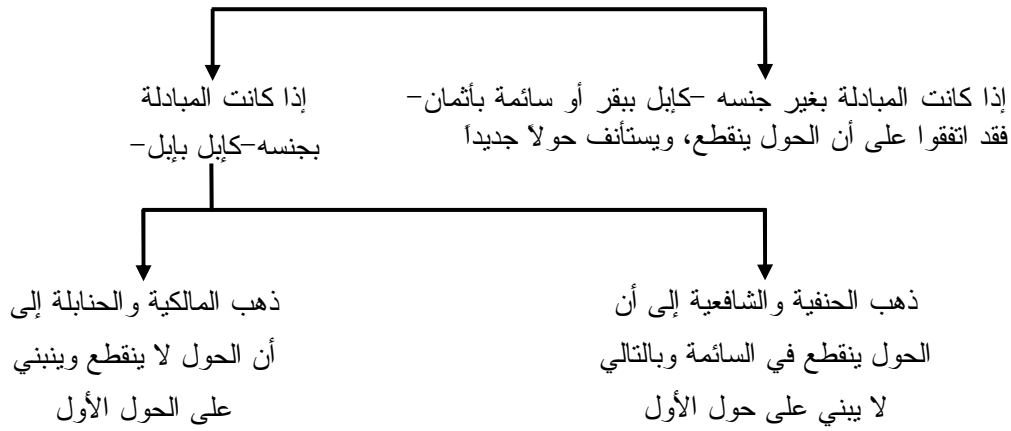 إذا كانت المبادلة بغير جنسه –كإبل ببقر أو سائمة بأثمان–
فقد اتفقوا على أن الحول ينقطع، ويستأنف حولاً جديداً
إذا كانت المبادلة
بجنسه–كإبل بإبل–
ذهب الحنفية والشافعية إلى أن
الحول ينقطع في السائمة وبالتالي
لا يبني على حول الأول
ذهب المالكية والحنابلة إلى
أن الحول لا ينقطع وينبني
على الحول الأول